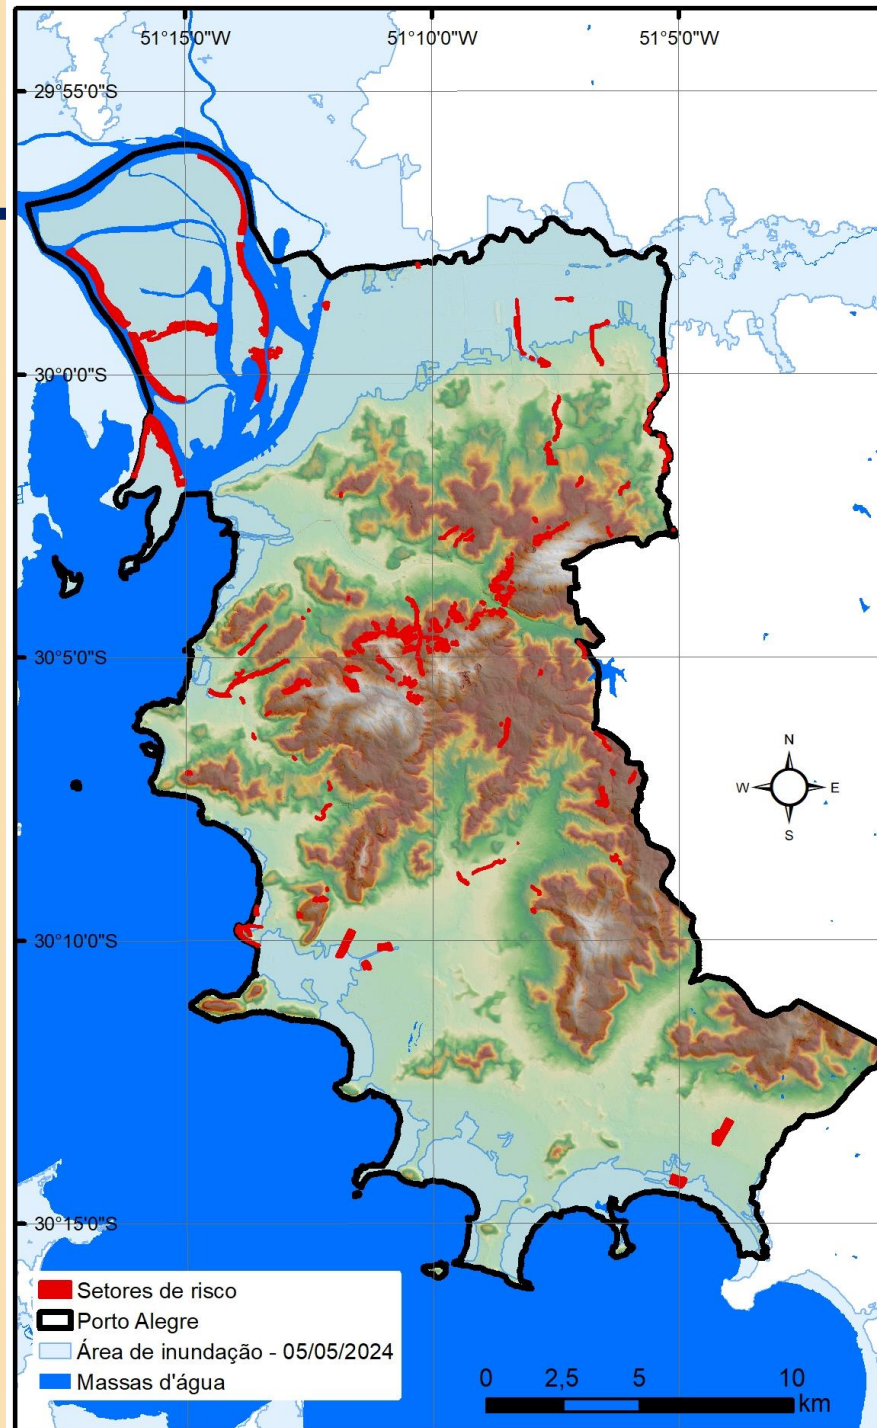 51°15'0"W 51°10'0"W 51°5'0"W
29°55'0"S
30°0'0"S
30°5'0"S
N
W E
S
30°10'0"S
30°15'0"S
Setores de risco
Porto Alegre
Área de inundação - 05/05/2024
Massas d'água
0 2,5 5 10
km